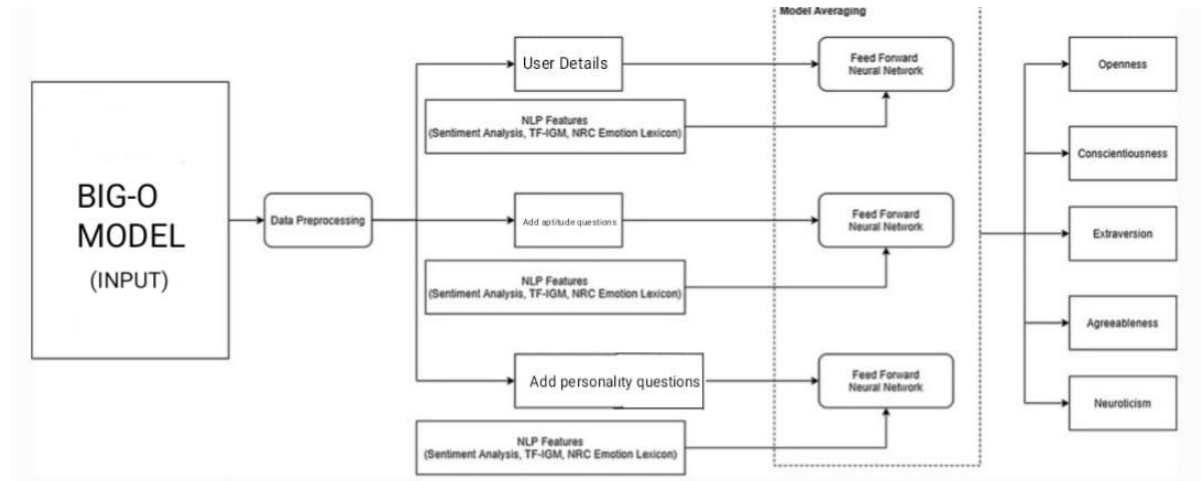 Model Averaging
BIG-O
MODEL
(INPUT)
Data Preprocessing
User Details
NLP Features
(Sentiment Analysis, TF-IGM, NRC Emotion Lexicon)
Feed Forward
Neural Network
Add aptitude questions
NLP Features
(Sentiment Analysis, TF-IGM, NRC Emotion Lexicon)
Feed Forward
Neural Network
Add personality questions
NLP Features
(Sentiment Analysis, TF-IGM, NRC Emotion Lexicon)
Feed Forward
Neural Network
Openness
Conscientiousness
Extraversion
Agreeableness
Neuroticism